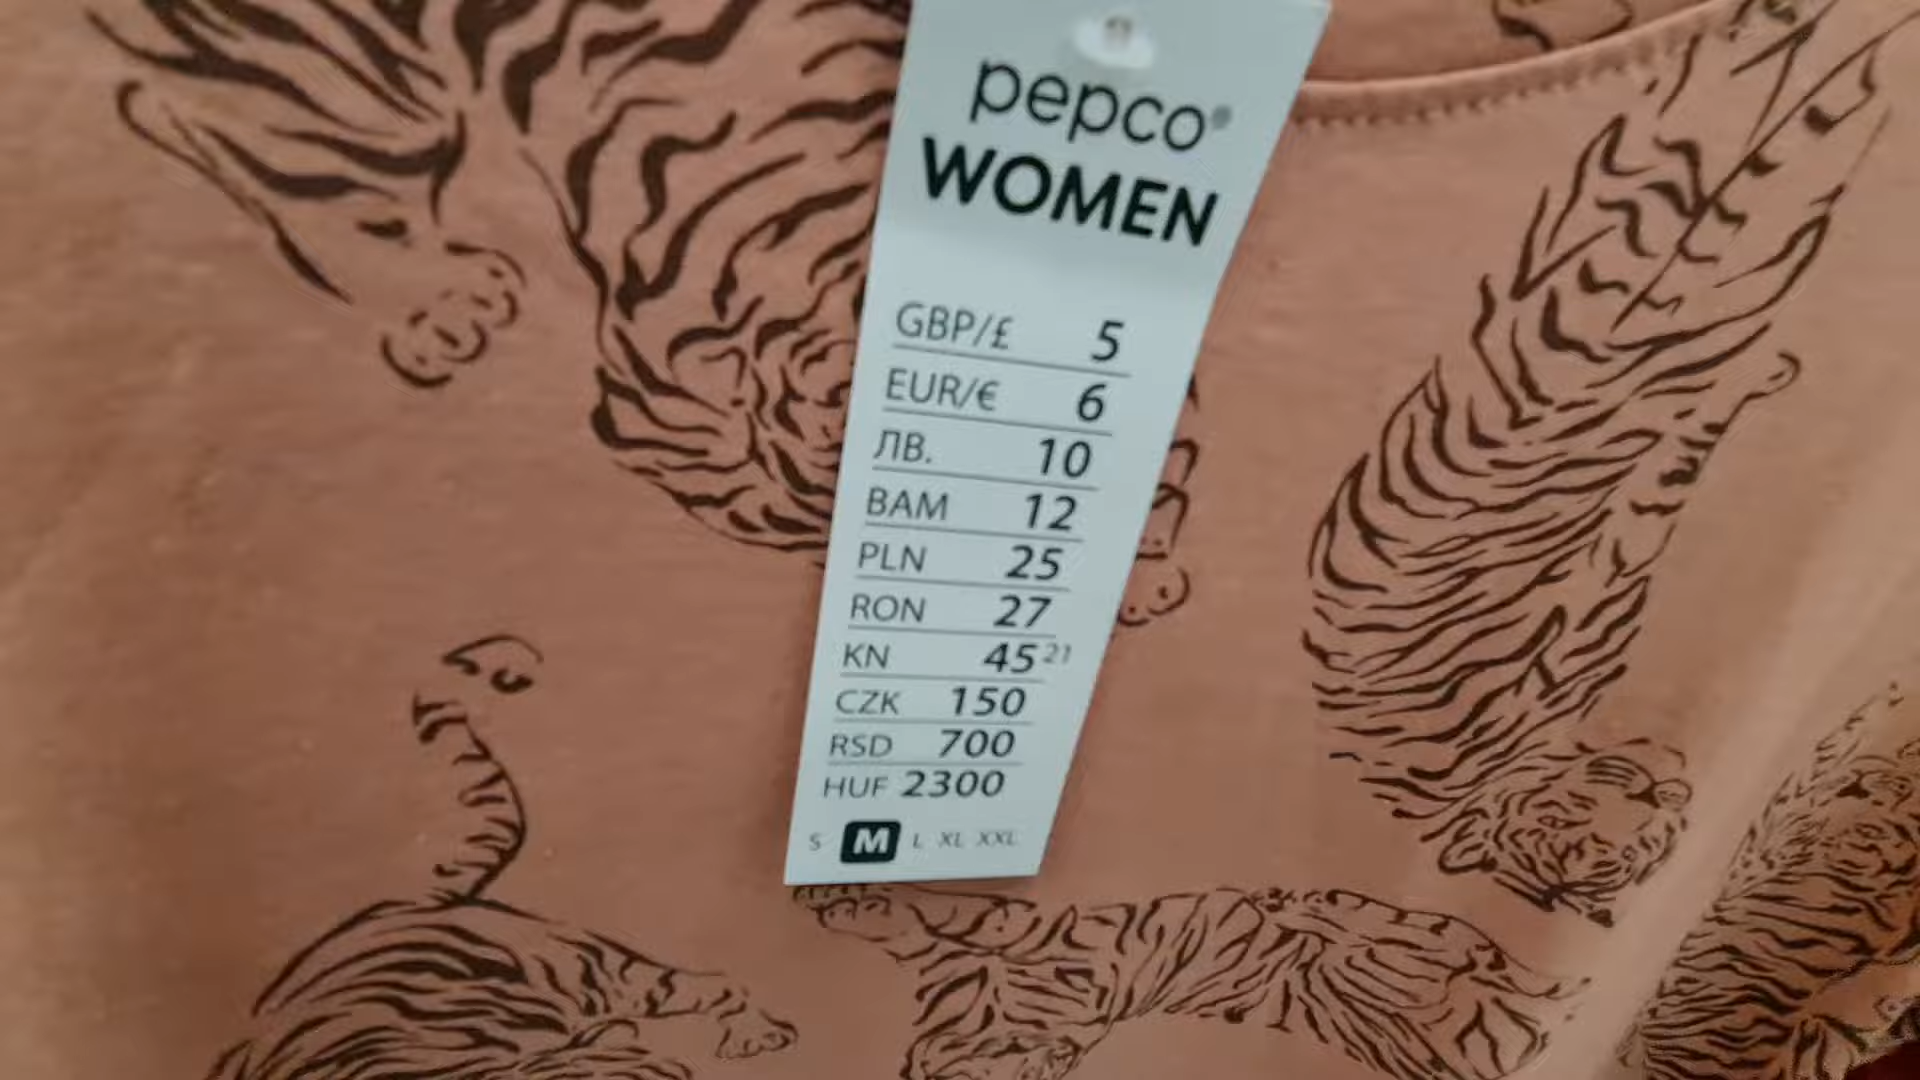 pepco®
WOMEN
GBP/£ 5
EUR/€ 6
ЛВ. 10
BAM 12
PLN 25
RON 27
KN 45 21
CZK 150
RSD 700
HUF 2300
S M L XL XXL